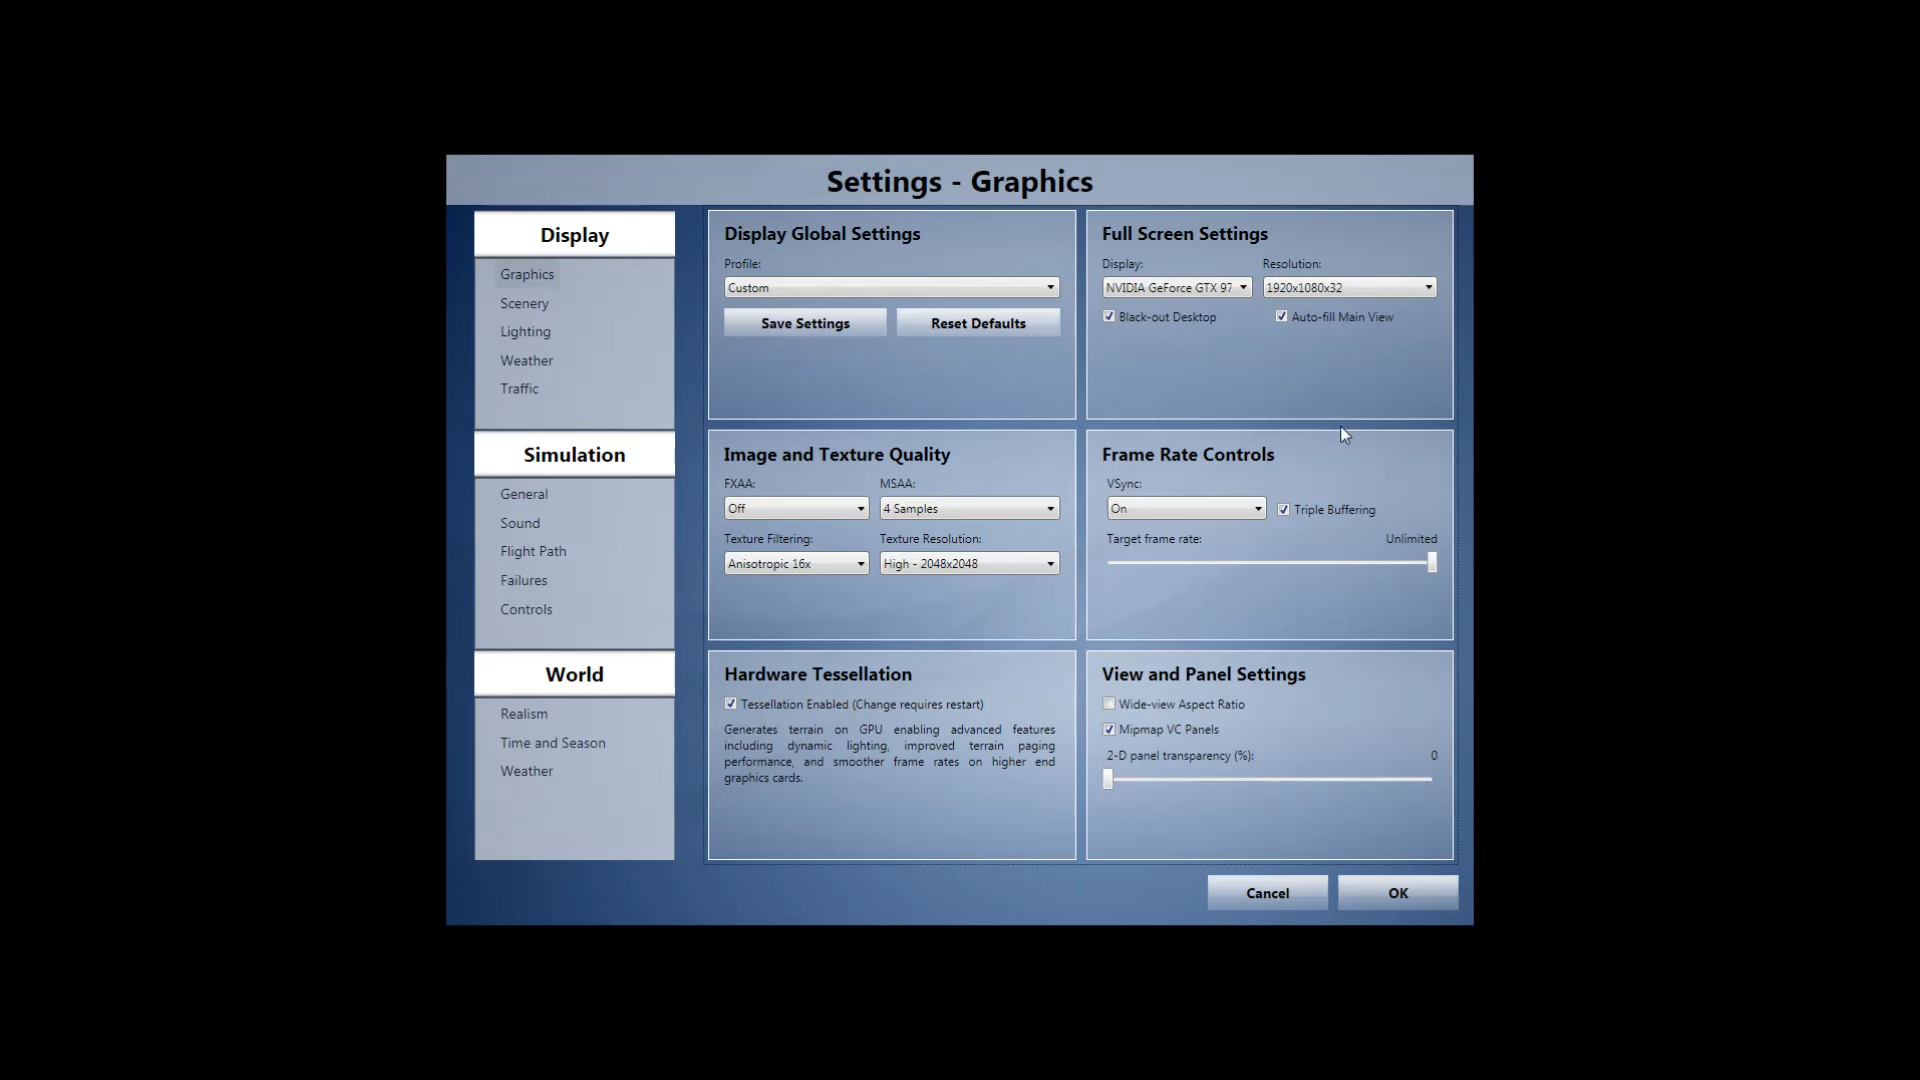 Settings - Graphics
Display
Graphics
Scenery
Lighting
Weather
Traffic
Simulation
General
Sound
Flight Path
Failures
Controls
World
Realism
Time and Season
Weather
Display Global Settings
Profile:
Custom
Save Settings
Reset Defaults
Full Screen Settings
Display:
Resolution:
NVIDIA GeForce GTX 97
1920x1080x32
Black-out Desktop
Auto-fill Main View
Image and Texture Quality
FXAA:
MSAA:
Off
4 Samples
Texture Filtering:
Texture Resolution:
Anisotropic 16x
High - 2048x2048
Frame Rate Controls
VSync:
On
Triple Buffering
Target frame rate:
Unlimited
Hardware Tessellation
Tessellation Enabled (Change requires restart)
Generates terrain on GPU enabling advanced features
including dynamic lighting, improved terrain paging
performance, and smoother frame rates on higher end
graphics cards.
View and Panel Settings
Wide-view Aspect Ratio
Mipmap VC Panels
2-D panel transparency (%):
0
Cancel
OK